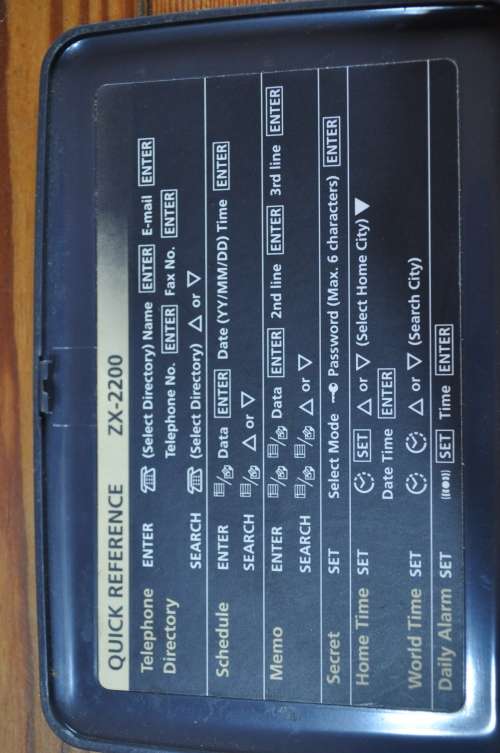 QUICK REFERENCE ZX-2200
Telephone ENTER (Select Directory) Name ENTER E-mail ENTER
Directory Telephone No. ENTER Fax No. ENTER
SEARCH (Select Directory) △ or ▽
Schedule ENTER / Data ENTER Date (YY/MM/DD) Time ENTER
SEARCH / △ or ▽
Memo ENTER / / Data ENTER 2nd line ENTER 3rd line ENTER
SEARCH / / △ or ▽
Secret SET Select Mode Password (Max. 6 characters) ENTER
Home Time SET SET △ or ▽ (Select Home City) ▼
Date Time ENTER
World Time SET △ or ▽ (Search City)
Daily Alarm SET SET Time ENTER